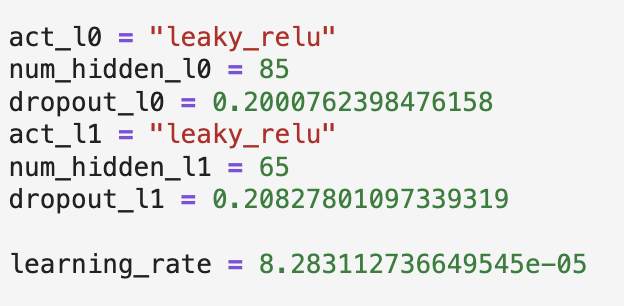 act_l0 = "leaky_relu"
num_hidden_l0 = 85
dropout_l0 = 0.2000762398476158
act_l1 = "leaky_relu"
num_hidden_l1 = 65
dropout_l1 = 0.20827801097339319
learning_rate = 8.283112736649545e-05